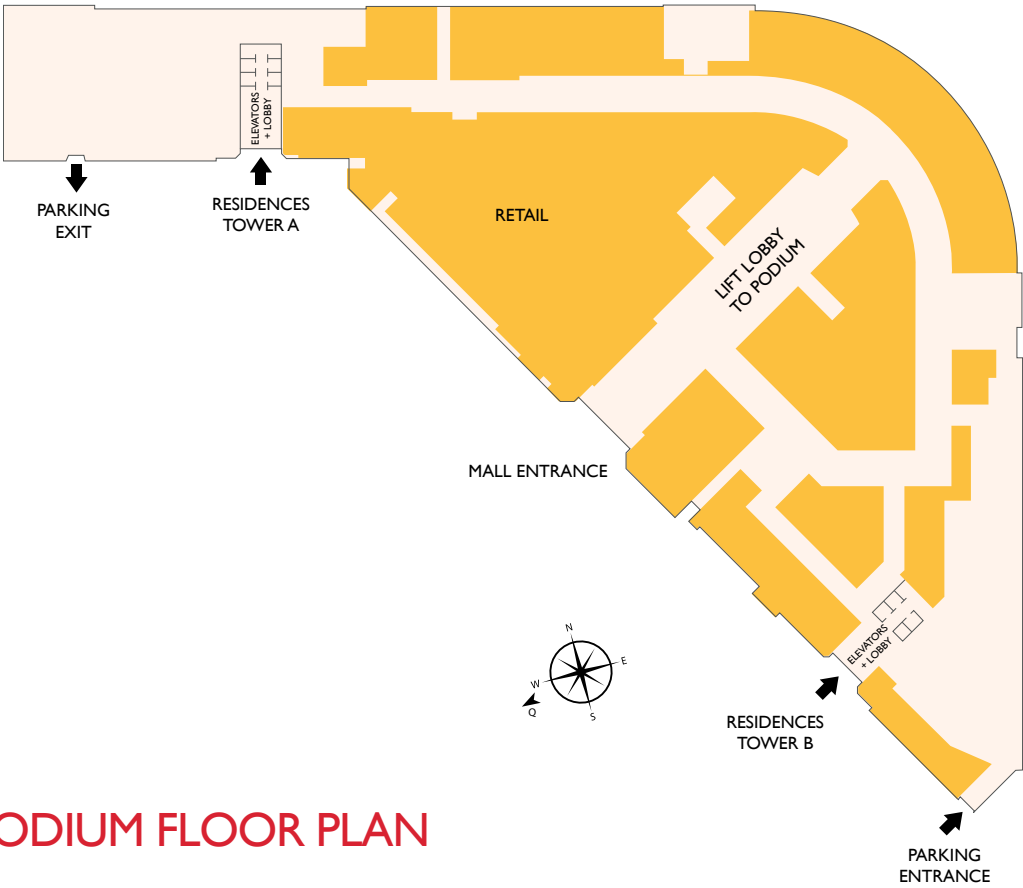 ELEVATORS
+ LOBBY
PARKING
EXIT
RESIDENCES
TOWER A
RETAIL
LIFT LOBBY
TO PODIUM
MALL ENTRANCE
N
E
W
Q
S
ELEVATORS
+ LOBBY
RESIDENCES
TOWER B
ODIUM FLOOR PLAN
PARKING
ENTRANCE